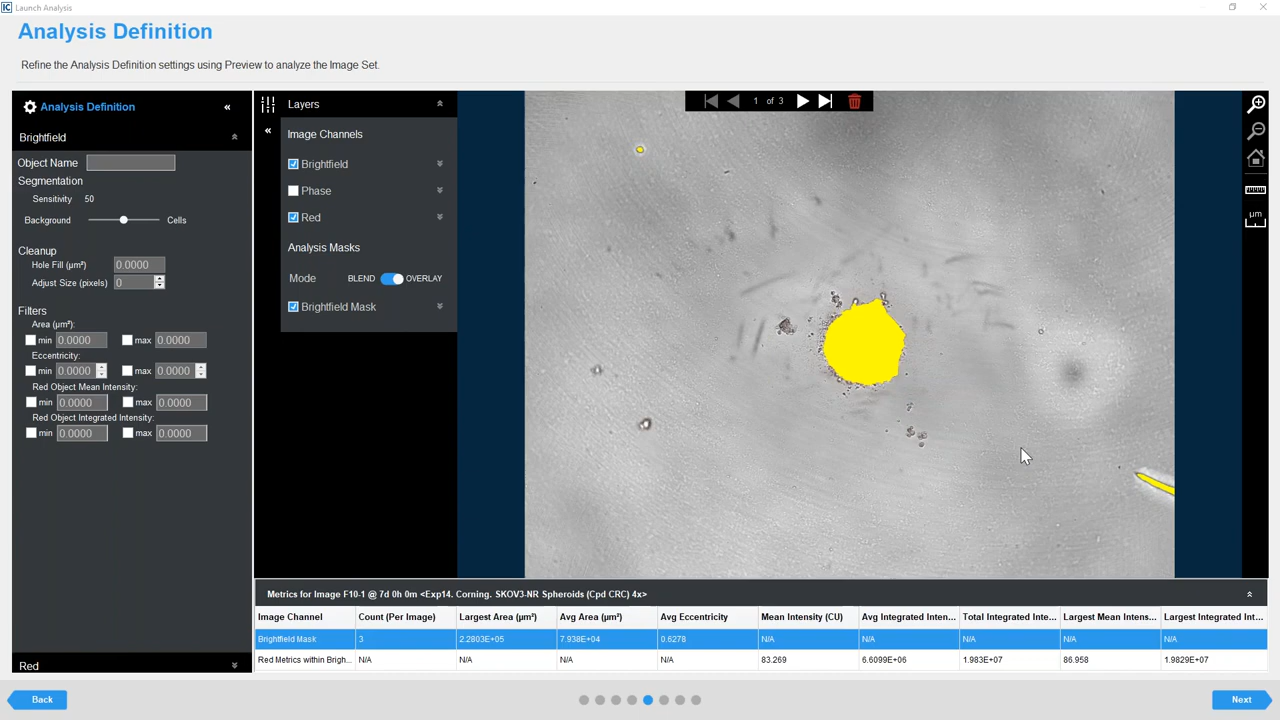 IC Launch Analysis
Analysis Definition
Refine the Analysis Definition settings using Preview to analyze the Image Set.
Analysis Definition «
Brightfield
Object Name
Segmentation
Sensitivity 50
Background Cells
Cleanup
Hole Fill (µm²) 0.0000
Adjust Size (pixels) 0
Filters
Area (µm²):
min 0.0000 max 0.0000
Eccentricity:
min 0.0000 max 0.0000
Red Object Mean Intensity:
min 0.0000 max 0.0000
Red Object Integrated Intensity:
min 0.0000 max 0.0000
Red
Layers
«
Image Channels
Brightfield
Phase
Red
Analysis Masks
Mode BLEND OVERLAY
Brightfield Mask
1 of 3
µm
Metrics for Image F10-1 @ 7d 0h 0m <Exp14. Corning. SKOV3-NR Spheroids (Cpd CRC) 4x>
Image Channel Count (Per Image) Largest Area (µm²) Avg Area (µm²) Avg Eccentricity Mean Intensity (CU) Avg Integrated Inten... Total Integrated Inte... Largest Mean Intens... Largest Integrated Int...
Brightfield Mask 3 2.2803E+05 7.938E+04 0.6278 N/A N/A N/A N/A N/A
Red Metrics within Brigh... N/A N/A N/A N/A 83.269 6.6099E+06 1.983E+07 86.958 1.9829E+07
Back
Next